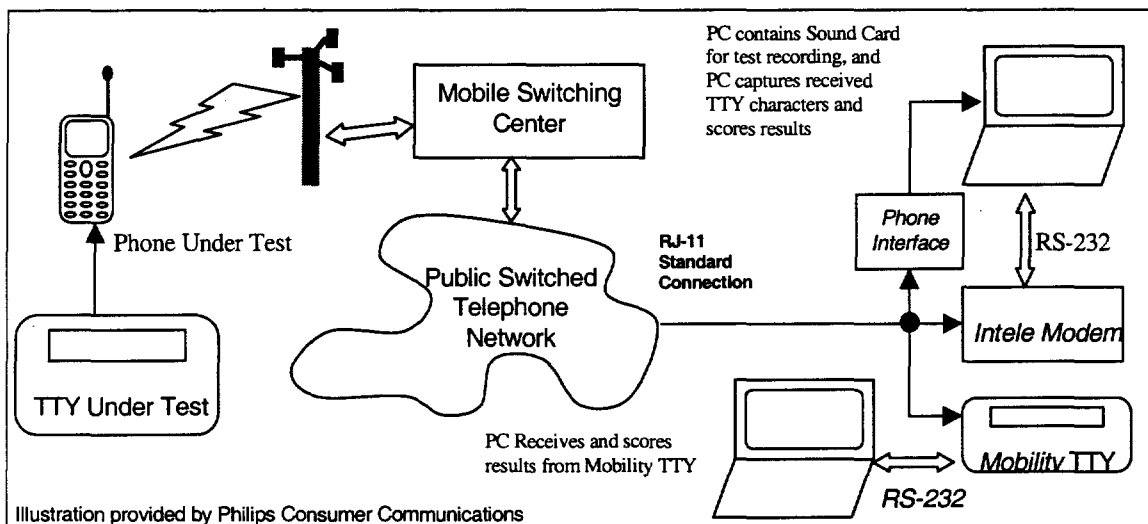 PC contains Sound Card
for test recording, and
PC captures received
TTY characters and
scores results
Mobile Switching
Center
Phone Under Test
Phone
Interface
RS-232
RJ-11
Standard
Connection
Public Switched
Telephone
Network
Intele Modem
TTY Under Test
PC Receives and scores
results from Mobility TTY
Mobility TTY
RS-232
Illustration provided by Philips Consumer Communications